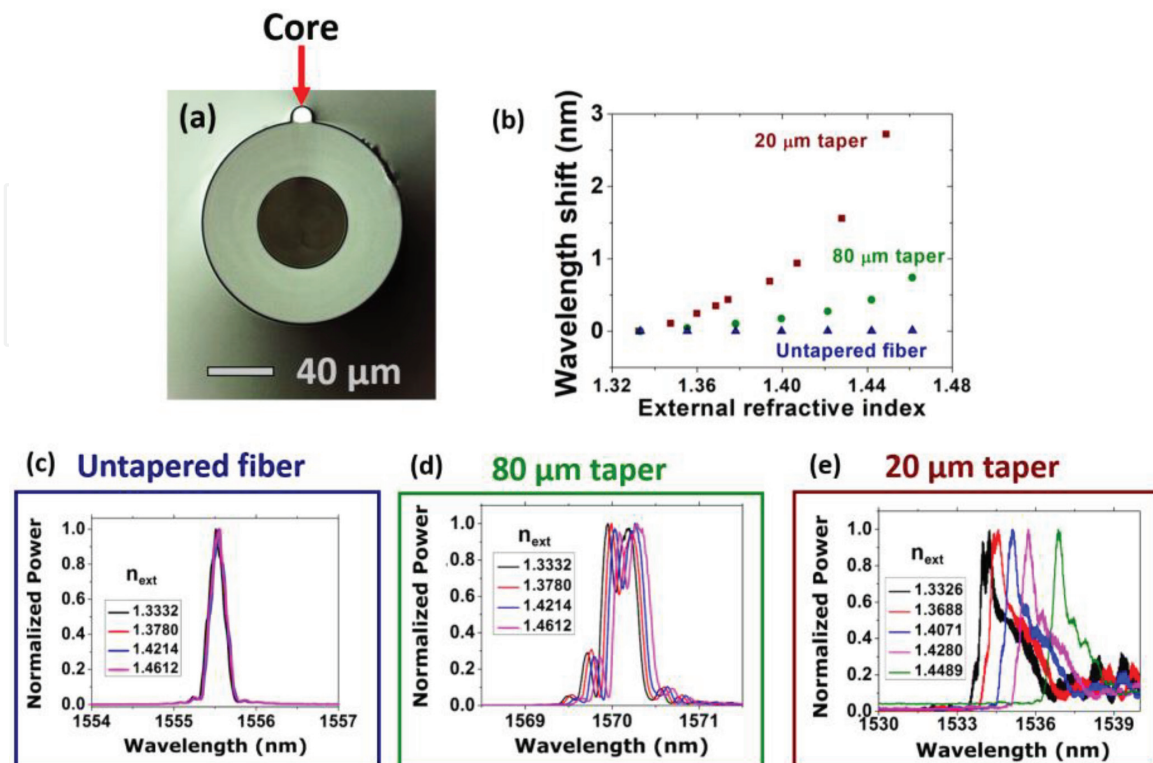 Core
(a)
40 μm
(b)
Wavelength shift (nm)
3
2
1
0
20 μm taper
80 μm taper
Untapered fiber
1.32 1.36 1.40 1.44 1.48
External refractive index
(c) Untapered fiber
Normalized Power
1.0
0.8
0.6
0.4
0.2
0.0
n_ext
1.3332
1.3780
1.4214
1.4612
1554 1555 1556 1557
Wavelength (nm)
(d) 80 μm taper
Normalized Power
1.0
0.8
0.6
0.4
0.2
0.0
n_ext
1.3332
1.3780
1.4214
1.4612
1569 1570 1571
Wavelength (nm)
(e) 20 μm taper
Normalized Power
1.0
0.8
0.6
0.4
0.2
0.0
n_ext
1.3326
1.3688
1.4071
1.4280
1.4489
1530 1533 1536 1539
Wavelength (nm)